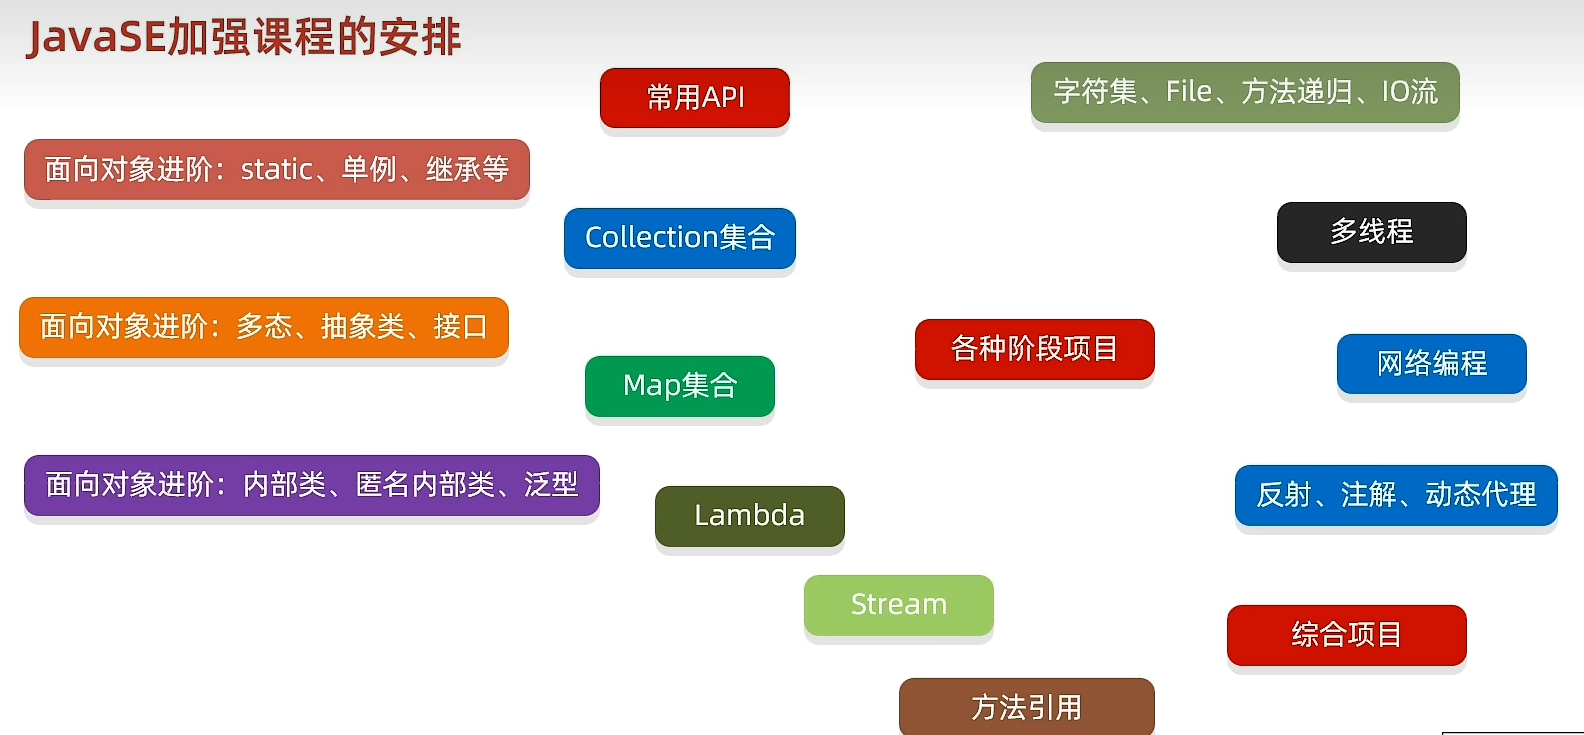 JavaSE加强课程的安排
面向对象进阶：static、单例、继承等
面向对象进阶：多态、抽象类、接口
面向对象进阶：内部类、匿名内部类、泛型
常用API
Collection集合
Map集合
Lambda
Stream
方法引用
各种阶段项目
字符集、File、方法递归、IO流
多线程
网络编程
反射、注解、动态代理
综合项目